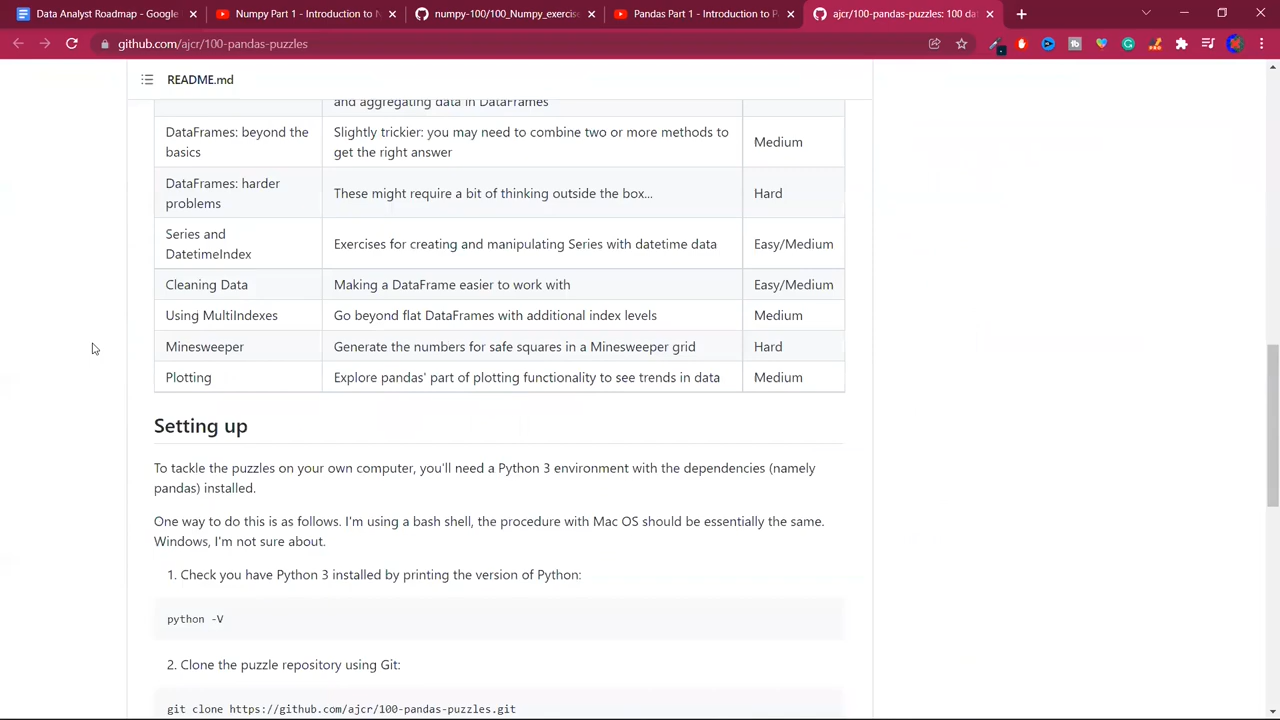 Data Analyst Roadmap - Google
Numpy Part 1 - Introduction to N
numpy-100/100_Numpy_exercise
Pandas Part 1 - Introduction to P
ajcr/100-pandas-puzzles: 100 da
github.com/ajcr/100-pandas-puzzles
README.md
and aggregating data in DataFrames
DataFrames: beyond the
basics
Slightly trickier: you may need to combine two or more methods to
get the right answer
Medium
DataFrames: harder
problems
These might require a bit of thinking outside the box...
Hard
Series and
DatetimeIndex
Exercises for creating and manipulating Series with datetime data
Easy/Medium
Cleaning Data
Making a DataFrame easier to work with
Easy/Medium
Using MultiIndexes
Go beyond flat DataFrames with additional index levels
Medium
Minesweeper
Generate the numbers for safe squares in a Minesweeper grid
Hard
Plotting
Explore pandas' part of plotting functionality to see trends in data
Medium
Setting up
To tackle the puzzles on your own computer, you'll need a Python 3 environment with the dependencies (namely
pandas) installed.
One way to do this is as follows. I'm using a bash shell, the procedure with Mac OS should be essentially the same.
Windows, I'm not sure about.
1. Check you have Python 3 installed by printing the version of Python:
python -V
2. Clone the puzzle repository using Git:
git clone https://github.com/ajcr/100-pandas-puzzles.git